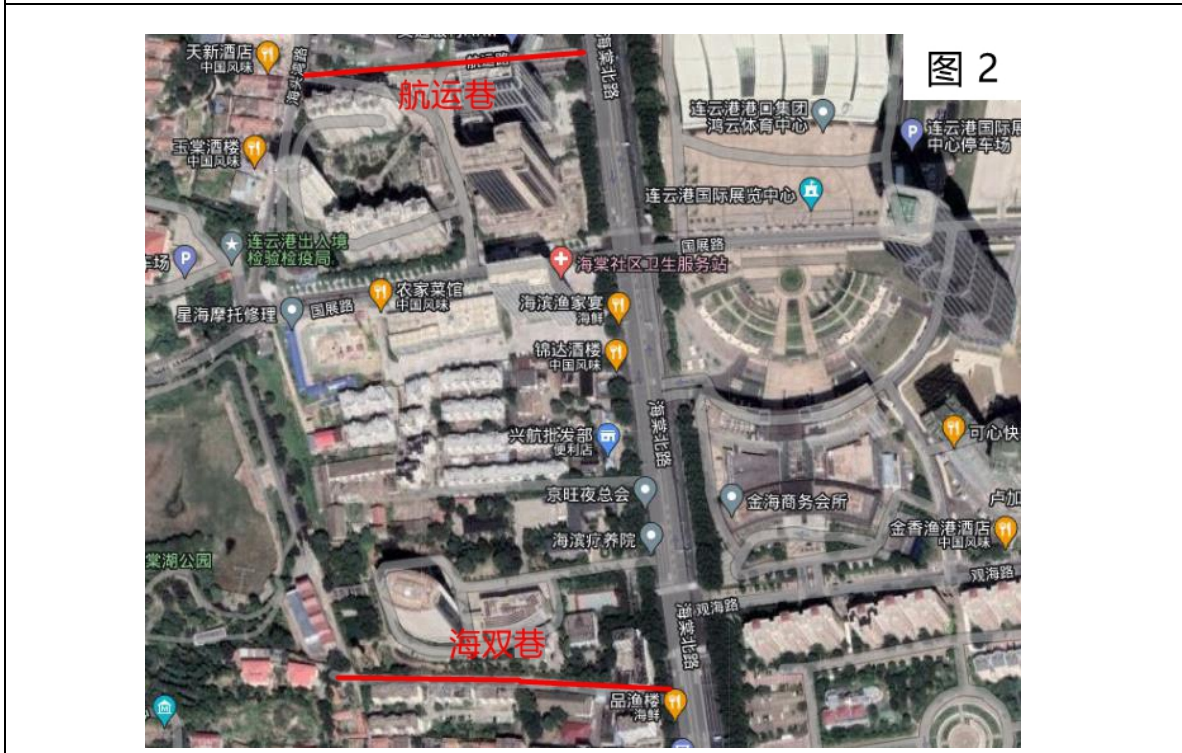 天新酒店
中国风味
海尖湾路
航运路
海棠北路
图 2
航运巷
连云港港口集团
鸿云体育中心
连云港国际展
中心停车场
玉棠酒楼
中国风味
连云港国际展览中心
连云港出入境
检验检疫局
车场
国展路
海棠社区卫生服务站
农家菜馆
中国风味
海滨渔家宴
海鲜
星海摩托修理
国展路
锦达酒楼
中国风味
海棠北路
兴航批发部
便利店
可心快
京旺夜总会
金海商务会所
卢加
金香渔港酒店
中国风味
海滨疗养院
棠湖公园
观海路
观海路
海棠北路
海双巷
品渔楼
海鲜